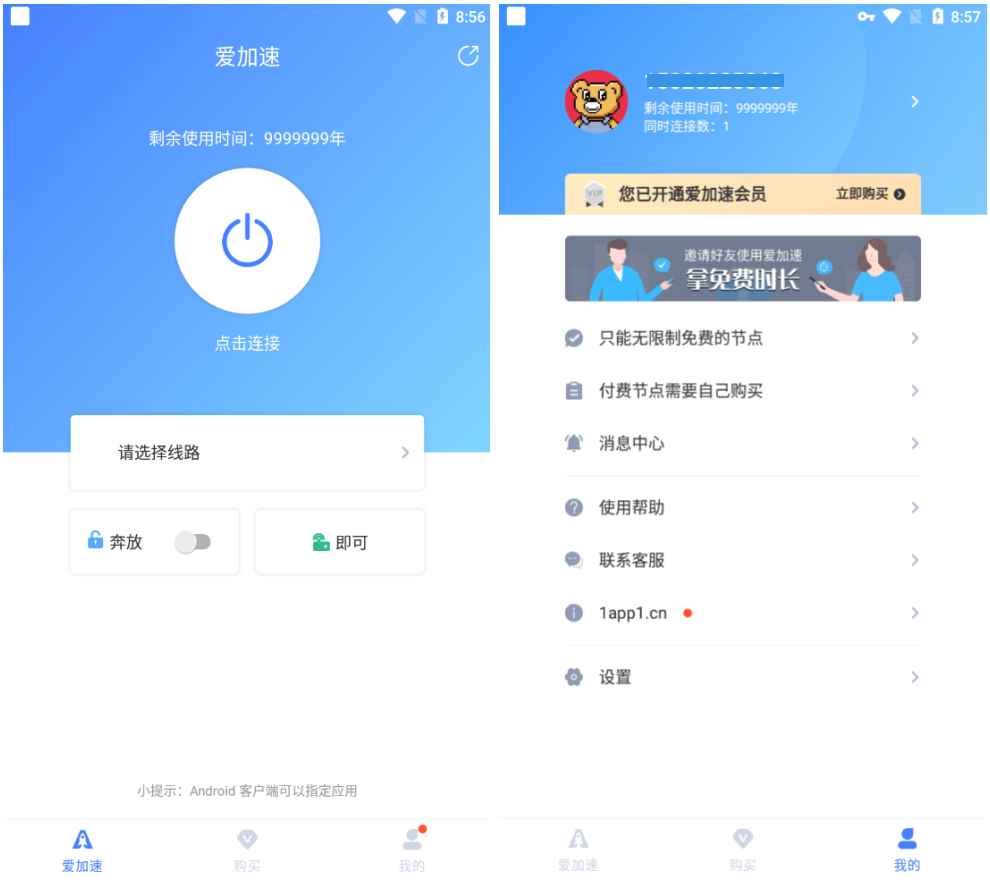 8:56
爱加速
剩余使用时间：9999999年
点击连接
请选择线路
奔放
即可
小提示：Android 客户端可以指定应用
爱加速
购买
我的
8:57
剩余使用时间：9999999年
同时连接数：1
VIP
您已开通爱加速会员
立即购买
邀请好友使用爱加速
拿免费时长
只能无限制免费的节点
付费节点需要自己购买
消息中心
使用帮助
联系客服
1app1.cn
设置
爱加速
购买
我的